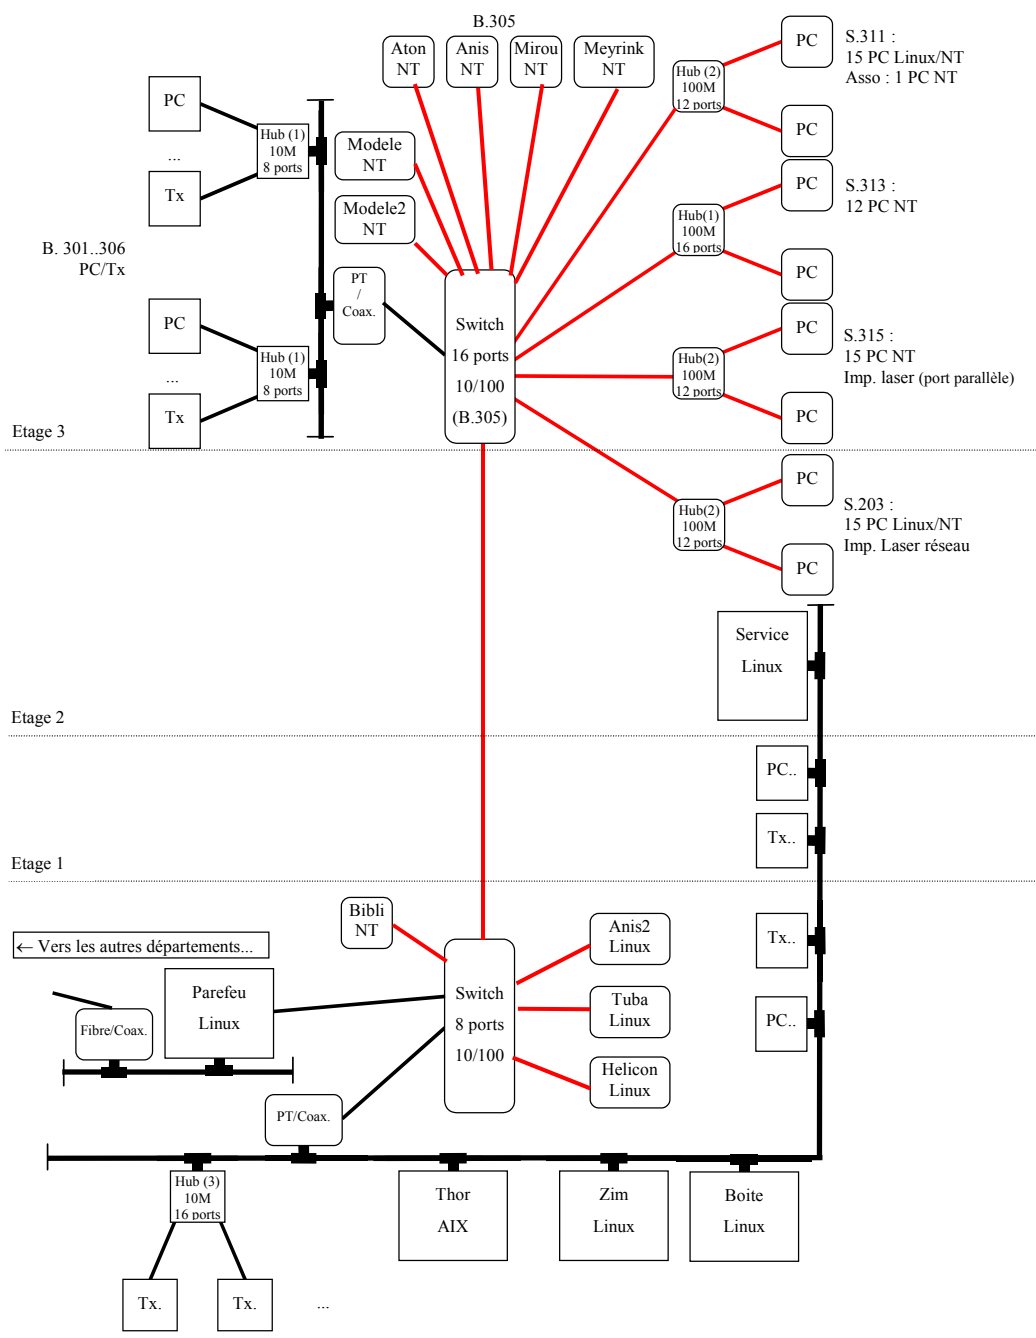 B.305
Aton
NT
Anis
NT
Mirou
NT
Meyrink
NT
PC
S.311 :
15 PC Linux/NT
Asso : 1 PC NT
Hub (2)
100M
12 ports
PC
PC
...
Tx
Hub (1)
10M
8 ports
Modele
NT
Modele2
NT
PC
S.313 :
12 PC NT
Hub(1)
100M
16 ports
PC
B. 301..306
PC/Tx
PT
/
Coax.
Switch
16 ports
10/100
(B.305)
PC
...
Tx
Hub (1)
10M
8 ports
PC
S.315 :
15 PC NT
Imp. laser (port parallèle)
Hub(2)
100M
12 ports
PC
Etage 3
PC
S.203 :
15 PC Linux/NT
Imp. Laser réseau
Hub(2)
100M
12 ports
PC
Service
Linux
Etage 2
PC..
Tx..
Etage 1
Bibli
NT
Anis2
Linux
Tx..
← Vers les autres départements...
Parefeu
Linux
Fibre/Coax.
Switch
8 ports
10/100
Tuba
Linux
PC..
Helicon
Linux
PT/Coax.
Hub (3)
10M
16 ports
Thor
AIX
Zim
Linux
Boite
Linux
Tx.
Tx.
...